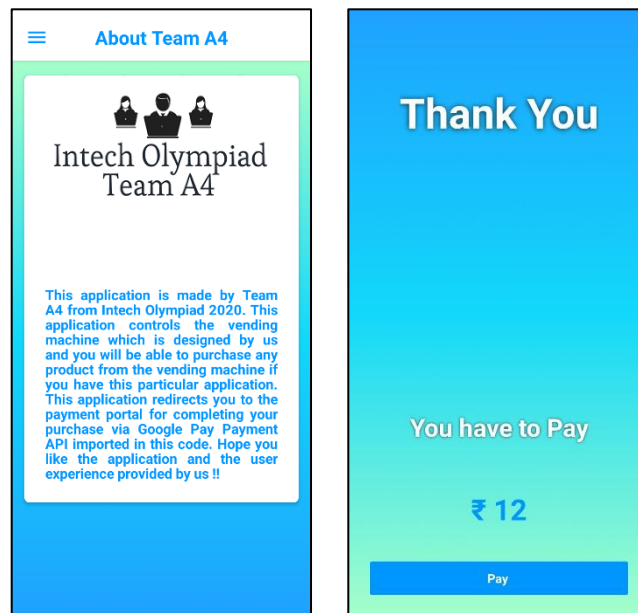 About Team A4
Intech Olympiad
Team A4
This application is made by Team
A4 from Intech Olympiad 2020. This
application controls the vending
machine which is designed by us
and you will be able to purchase any
product from the vending machine if
you have this particular application.
This application redirects you to the
payment portal for completing your
purchase via Google Pay Payment
API imported in this code. Hope you
like the application and the user
experience provided by us !!
Thank You
You have to Pay
₹ 12
Pay